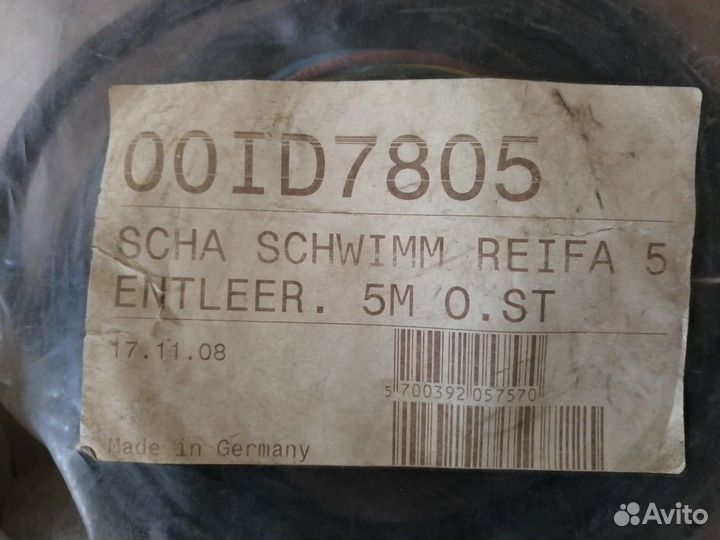 00ID7805
SCHA SCHWIMM REIFA 5
ENTLEER. 5M O.ST
17.11.08
5 700392 057570
Made in Germany
Avito